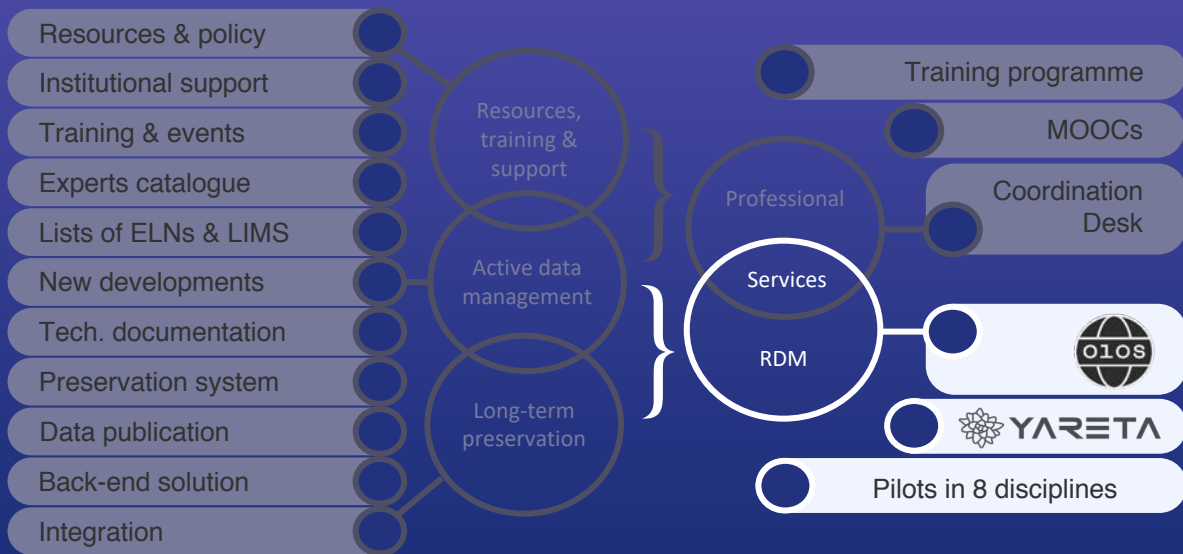 Resources & policy
Institutional support
Training & events
Experts catalogue
Lists of ELNs & LIMS
New developments
Tech. documentation
Preservation system
Data publication
Back-end solution
Integration
Resources,
training &
support
Active data
management
Long-term
preservation
Professional
Services
RDM
Training programme
MOOCs
Coordination
Desk
OLOS
YARETA
Pilots in 8 disciplines